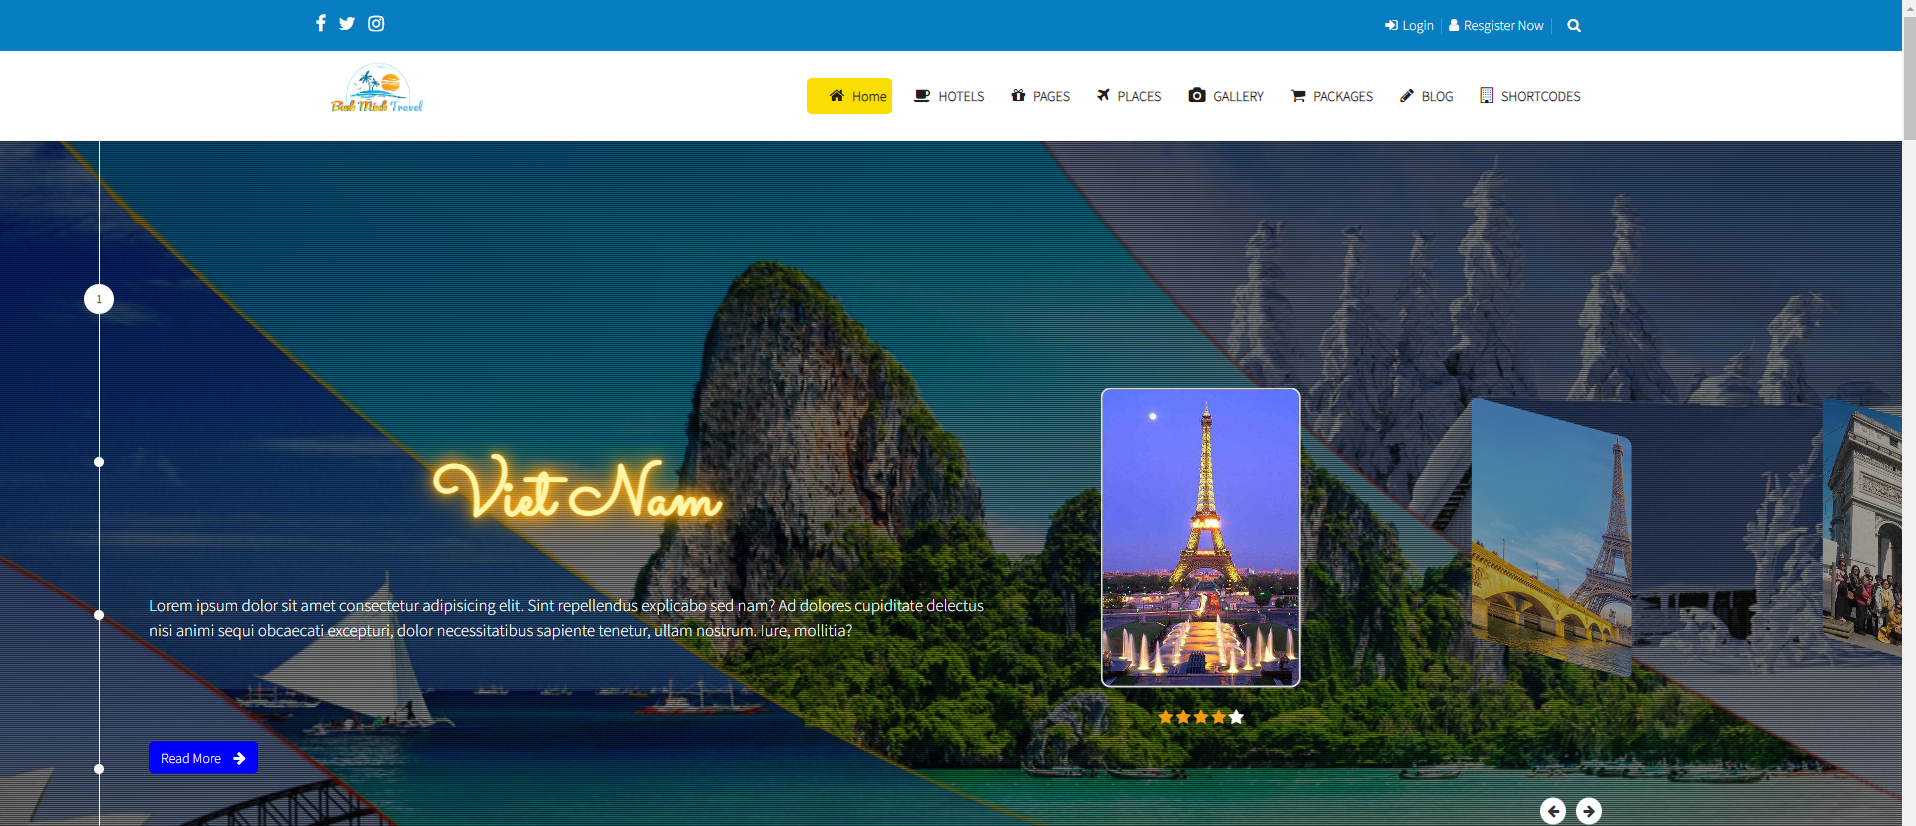 Login
Resgister Now
Binh Minh Travel
Home
HOTELS
PAGES
PLACES
GALLERY
PACKAGES
BLOG
SHORTCODES
1
Viet Nam
Lorem ipsum dolor sit amet consectetur adipisicing elit. Sint repellendus explicabo sed nam? Ad dolores cupiditate delectus
nisi animi sequi obcaecati excepturi, dolor necessitatibus sapiente tenetur, ullam nostrum. Iure, mollitia?
Read More